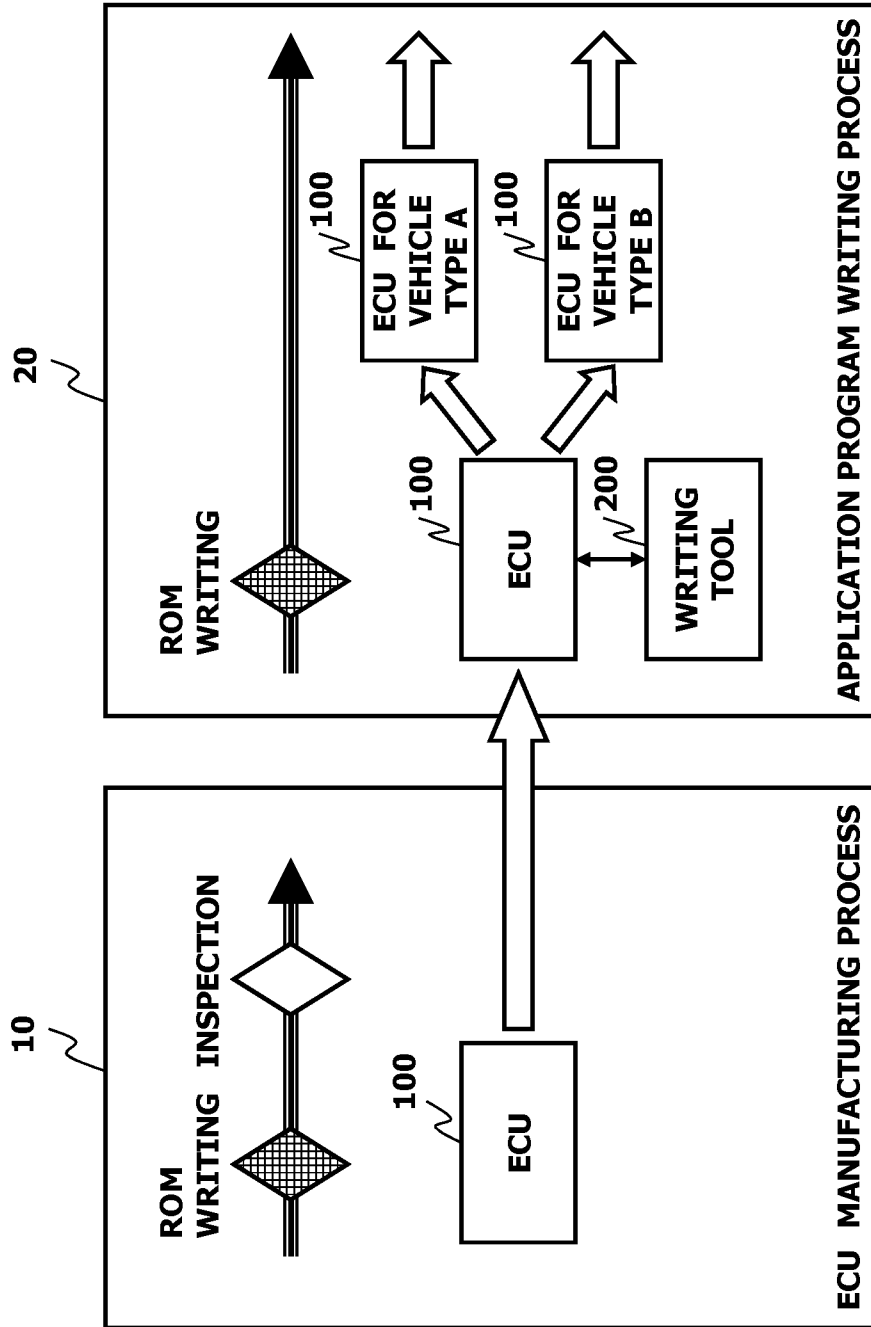 10
ROM
WRITING INSPECTION
100
ECU
ECU MANUFACTURING PROCESS
20
ROM
WRITING
100
ECU
200
WRITING
TOOL
100
ECU FOR
VEHICLE
TYPE A
100
ECU FOR
VEHICLE
TYPE B
APPLICATION PROGRAM WRITING PROCESS